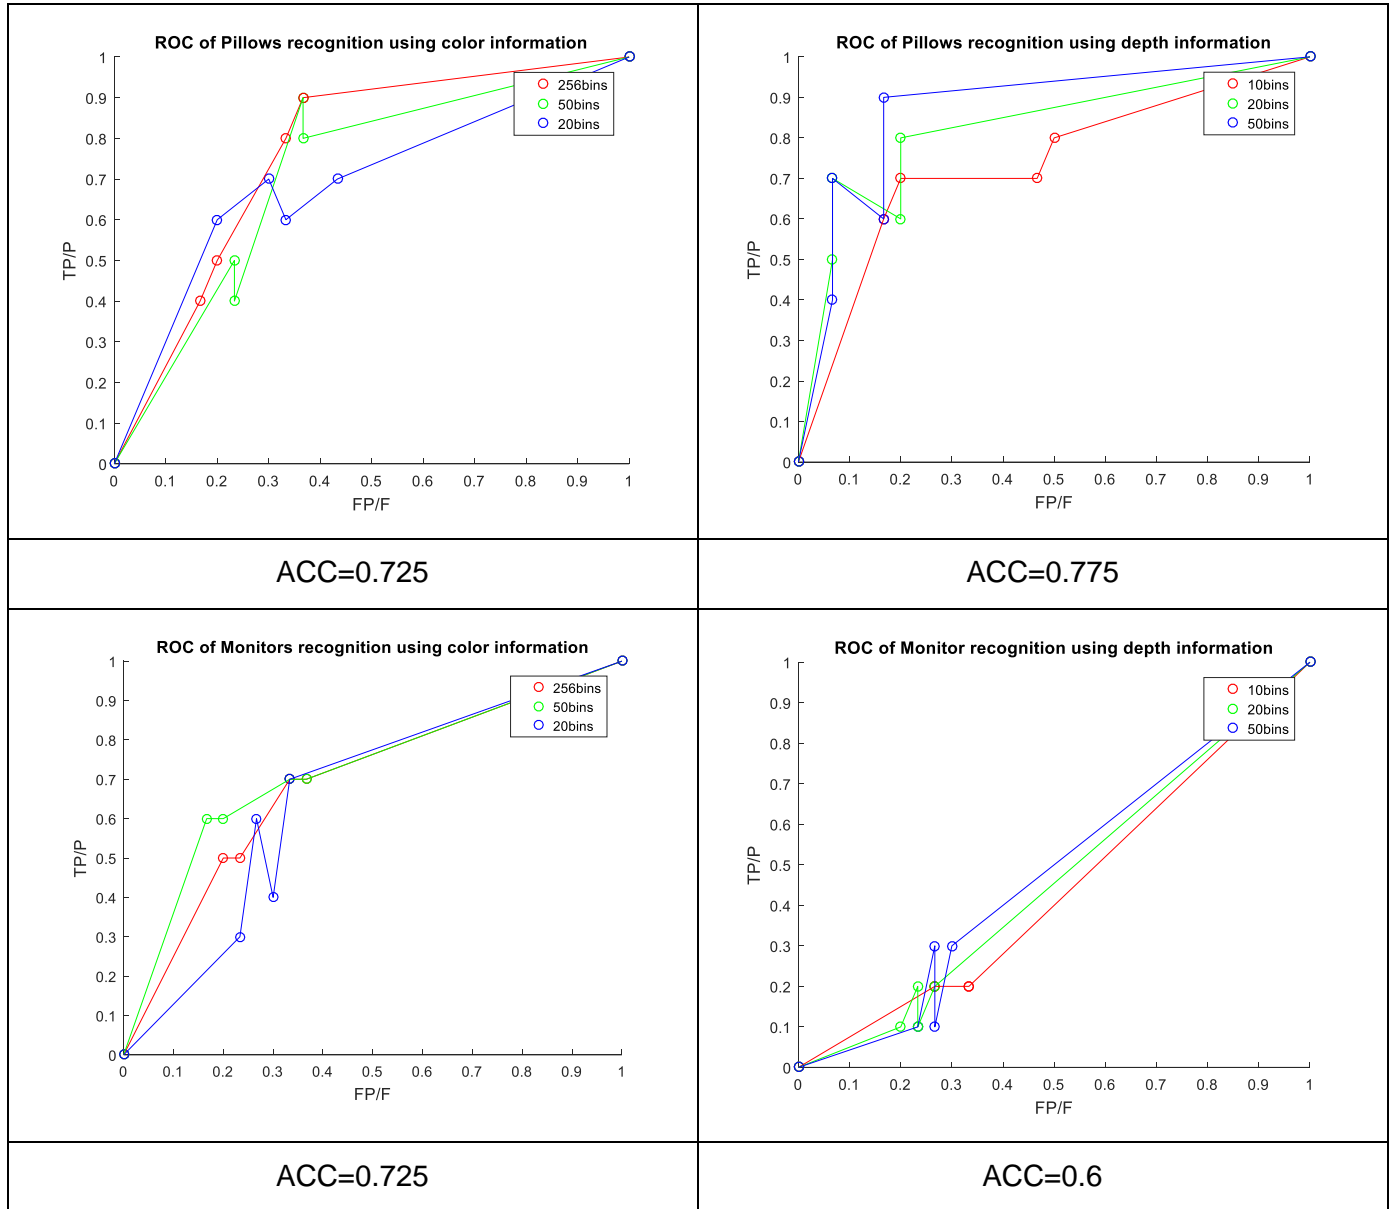 ROC of Pillows recognition using color information
1
0.9
0.8
0.7
0.6
0.5
0.4
0.3
0.2
0.1
0
TP/P
256bins
50bins
20bins
0 0.1 0.2 0.3 0.4 0.5 0.6 0.7 0.8 0.9 1
FP/F
ROC of Pillows recognition using depth information
1
0.9
0.8
0.7
0.6
0.5
0.4
0.3
0.2
0.1
0
TP/P
10bins
20bins
50bins
0 0.1 0.2 0.3 0.4 0.5 0.6 0.7 0.8 0.9 1
FP/F
ACC=0.725
ACC=0.775
ROC of Monitors recognition using color information
1
0.9
0.8
0.7
0.6
0.5
0.4
0.3
0.2
0.1
0
TP/P
256bins
50bins
20bins
0 0.1 0.2 0.3 0.4 0.5 0.6 0.7 0.8 0.9 1
FP/F
ROC of Monitor recognition using depth information
1
0.9
0.8
0.7
0.6
0.5
0.4
0.3
0.2
0.1
0
TP/P
10bins
20bins
50bins
0 0.1 0.2 0.3 0.4 0.5 0.6 0.7 0.8 0.9 1
FP/F
ACC=0.725
ACC=0.6